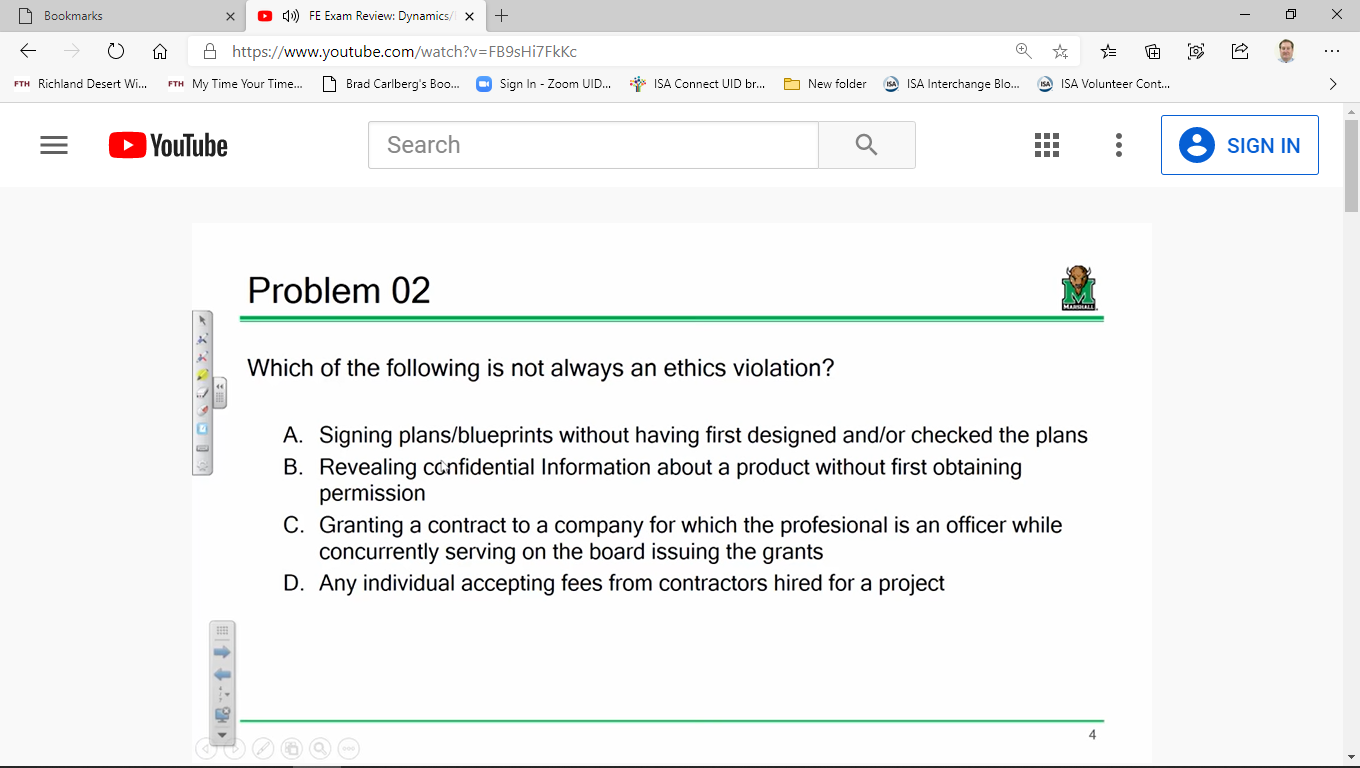 Bookmarks
FE Exam Review: Dynamics/
https://www.youtube.com/watch?v=FB9sHi7FkKc
FTH Richland Desert Wi...
FTH My Time Your Time...
Brad Carlberg's Boo...
Sign In - Zoom UID...
ISA Connect UID br...
New folder
ISA ISA Interchange Blo...
ISA ISA Volunteer Cont...
YouTube
Search
SIGN IN
Problem 02
M
MARSHALL
Which of the following is not always an ethics violation?
A. Signing plans/blueprints without having first designed and/or checked the plans
B. Revealing confidential Information about a product without first obtaining
permission
C. Granting a contract to a company for which the profesional is an officer while
concurrently serving on the board issuing the grants
D. Any individual accepting fees from contractors hired for a project
4